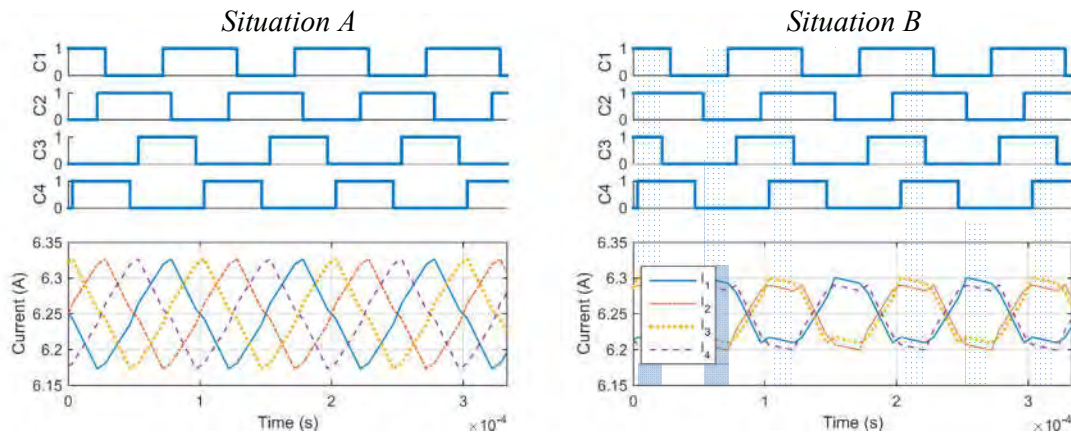 Situation A
Situation B
C1
1
0
C2
1
0
C3
1
0
C4
1
0
Current (A)
6.35
6.3
6.25
6.2
6.15
0
1
2
3
Time (s)
×10⁻⁴
C1
1
0
C2
1
0
C3
1
0
C4
1
0
Current (A)
6.35
6.3
6.25
6.2
6.15
I₁
I₂
I₃
I₄
0
1
2
3
Time (s)
×10⁻⁴